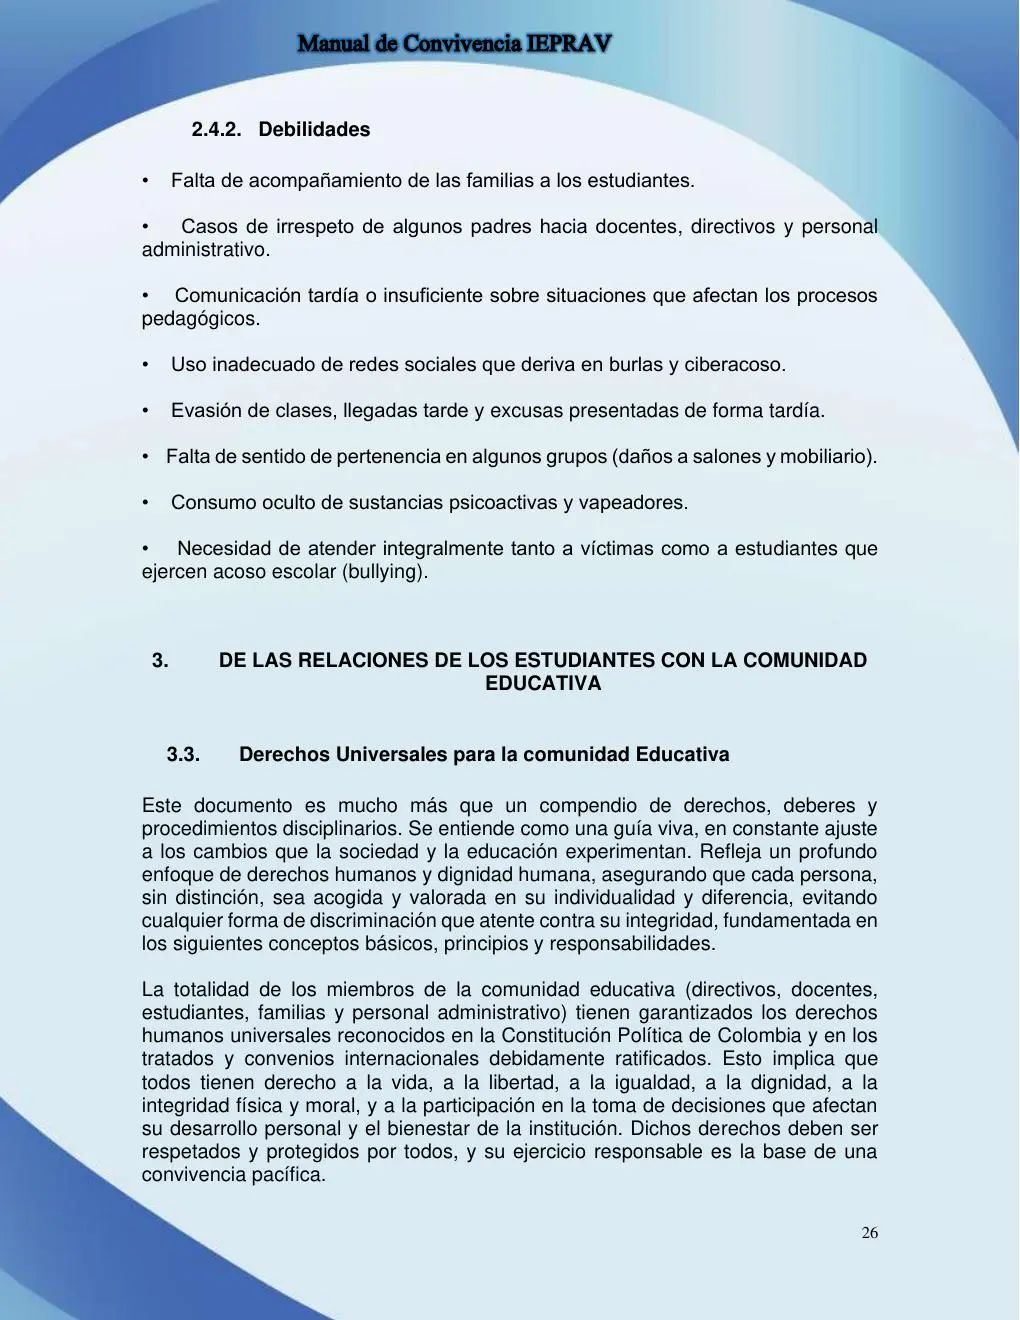 Manual de Convivencia IEPRAV
2.4.2. Debilidades
• Falta de acompañamiento de las familias a los estudiantes.
• Casos de irrespeto de algunos padres hacia docentes, directivos y personal
administrativo.
• Comunicación tardía o insuficiente sobre situaciones que afectan los procesos
pedagógicos.
• Uso inadecuado de redes sociales que deriva en burlas y ciberacoso.
• Evasión de clases, llegadas tarde y excusas presentadas de forma tardía.
• Falta de sentido de pertenencia en algunos grupos (daños a salones y mobiliario).
• Consumo oculto de sustancias psicoactivas y vapeadores.
• Necesidad de atender integralmente tanto a víctimas como a estudiantes que
ejercen acoso escolar (bullying).
3. DE LAS RELACIONES DE LOS ESTUDIANTES CON LA COMUNIDAD
EDUCATIVA
3.3. Derechos Universales para la comunidad Educativa
Este documento es mucho más que un compendio de derechos, deberes y
procedimientos disciplinarios. Se entiende como una guía viva, en constante ajuste
a los cambios que la sociedad y la educación experimentan. Refleja un profundo
enfoque de derechos humanos y dignidad humana, asegurando que cada persona,
sin distinción, sea acogida y valorada en su individualidad y diferencia, evitando
cualquier forma de discriminación que atente contra su integridad, fundamentada en
los siguientes conceptos básicos, principios y responsabilidades.
La totalidad de los miembros de la comunidad educativa (directivos, docentes,
estudiantes, familias y personal administrativo) tienen garantizados los derechos
humanos universales reconocidos en la Constitución Política de Colombia y en los
tratados y convenios internacionales debidamente ratificados. Esto implica que
todos tienen derecho a la vida, a la libertad, a la igualdad, a la dignidad, a la
integridad física y moral, y a la participación en la toma de decisiones que afectan
su desarrollo personal y el bienestar de la institución. Dichos derechos deben ser
respetados y protegidos por todos, y su ejercicio responsable es la base de una
convivencia pacífica.
26